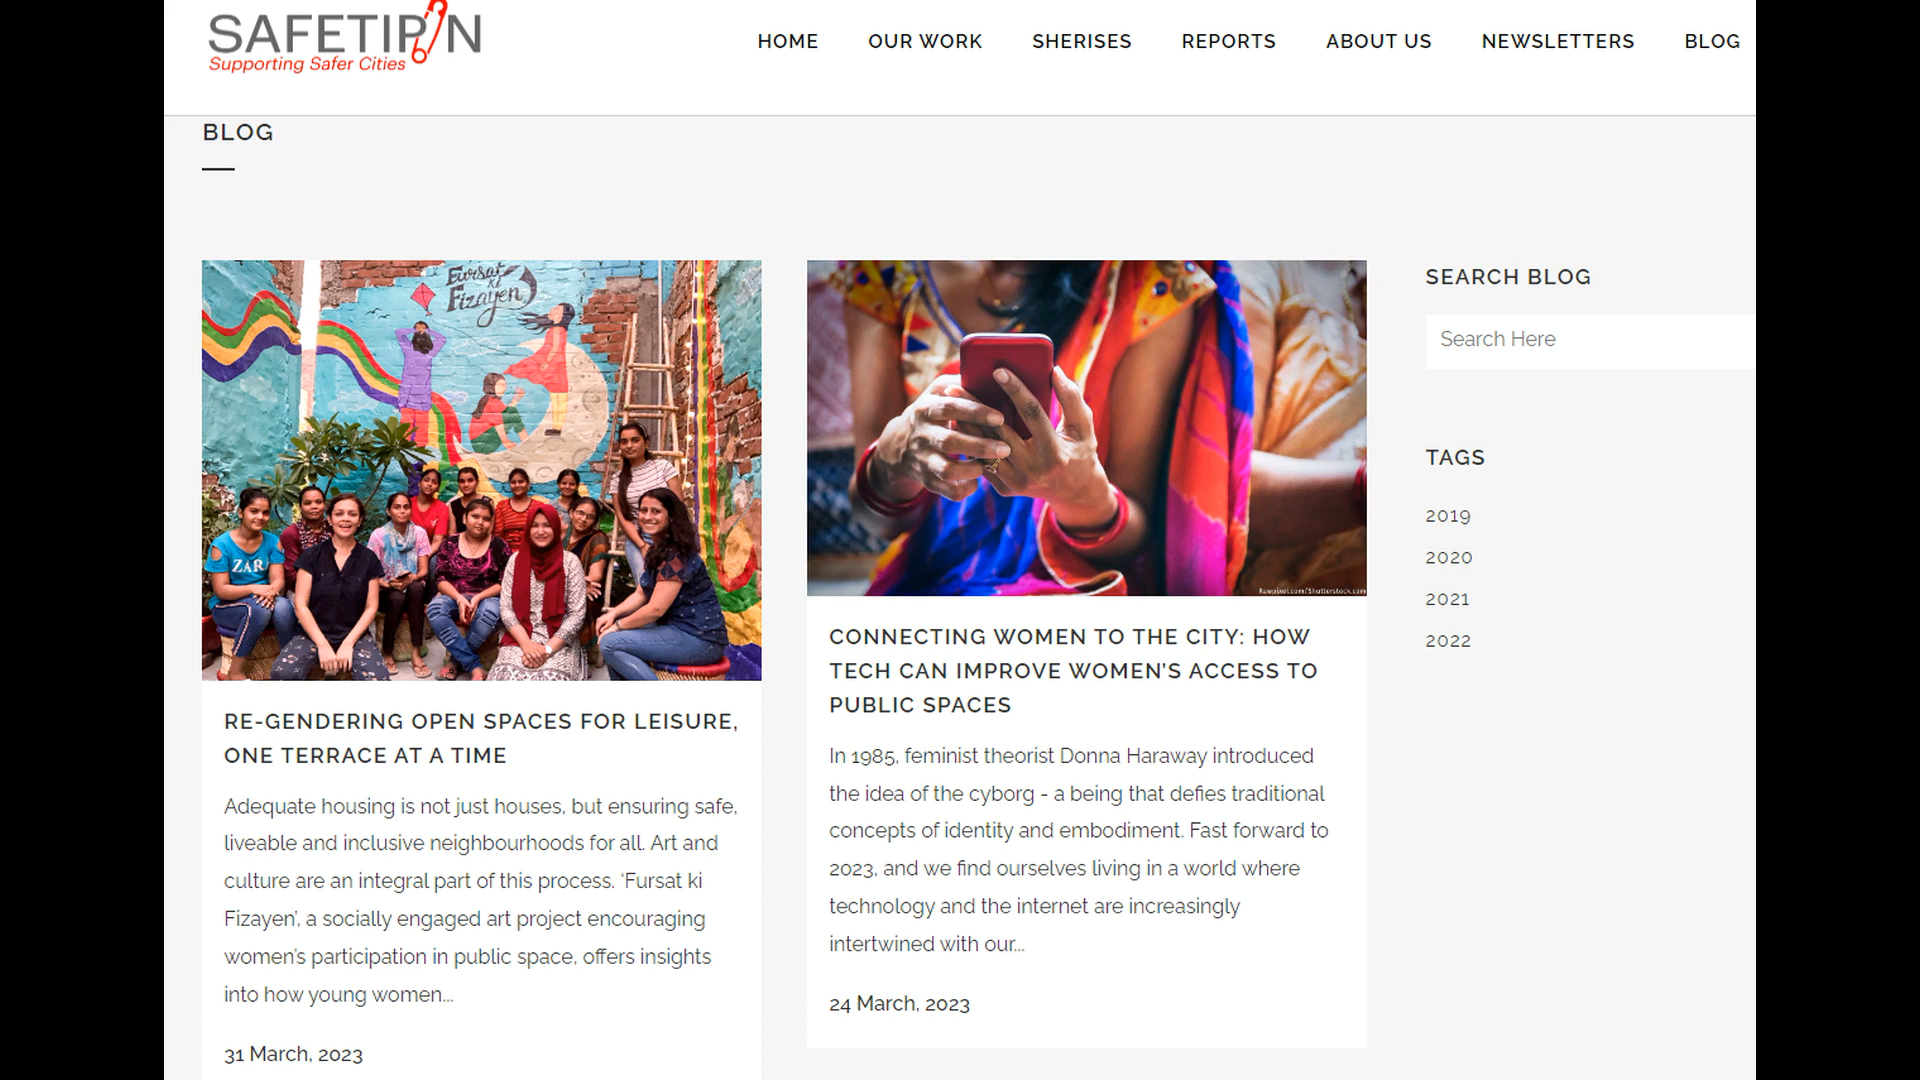 SAFETIPIN
Supporting Safer Cities
HOME OUR WORK SHERISES REPORTS ABOUT US NEWSLETTERS BLOG
BLOG
Fursat
ki
Fizayen
ZAR
RE-GENDERING OPEN SPACES FOR LEISURE,
ONE TERRACE AT A TIME
Adequate housing is not just houses, but ensuring safe,
liveable and inclusive neighbourhoods for all. Art and
culture are an integral part of this process. ‘Fursat ki
Fizayen’, a socially engaged art project encouraging
women’s participation in public space, offers insights
into how young women...
31 March, 2023
Rawpixel.com/Shutterstock.com
CONNECTING WOMEN TO THE CITY: HOW
TECH CAN IMPROVE WOMEN’S ACCESS TO
PUBLIC SPACES
In 1985, feminist theorist Donna Haraway introduced
the idea of the cyborg - a being that defies traditional
concepts of identity and embodiment. Fast forward to
2023, and we find ourselves living in a world where
technology and the internet are increasingly
intertwined with our...
24 March, 2023
SEARCH BLOG
Search Here
TAGS
2019
2020
2021
2022